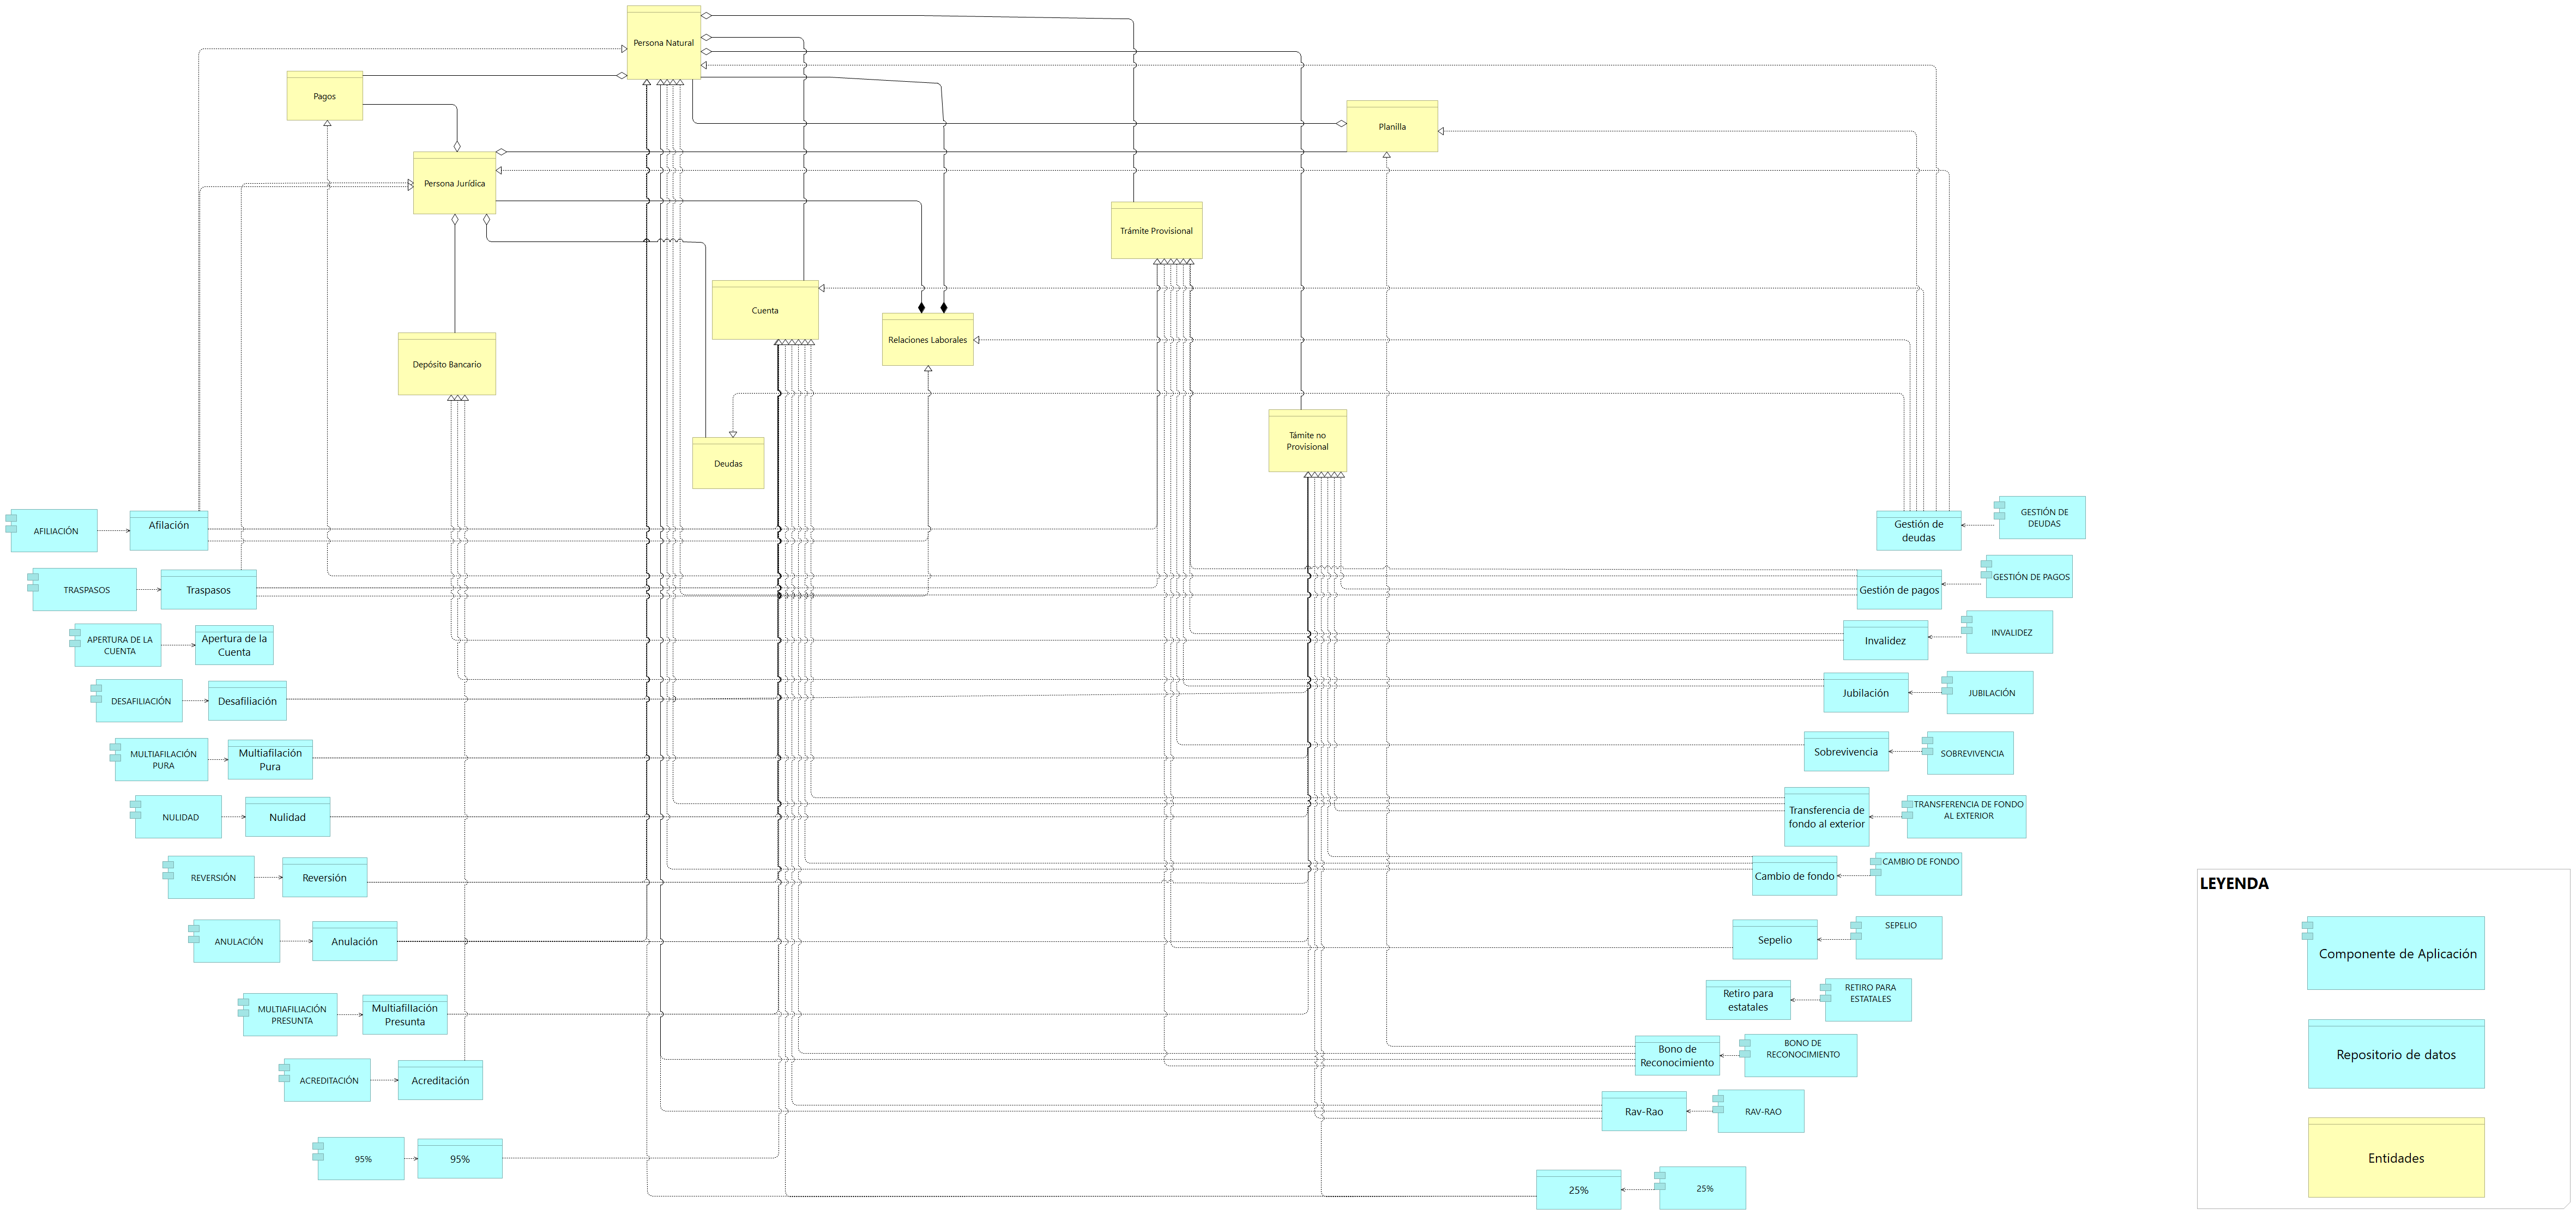 Persona Natural
Pagos
Planilla
Persona Jurídica
Trámite Provisional
Cuenta
Relaciones Laborales
Depósito Bancario
Támite no
Provisional
Deudas
AFILIACIÓN
Afilación
Gestión de
deudas
GESTIÓN DE
DEUDAS
TRASPASOS
Traspasos
Gestión de pagos
GESTIÓN DE PAGOS
APERTURA DE LA
CUENTA
Apertura de la
Cuenta
Invalidez
INVALIDEZ
DESAFILIACIÓN
Desafiliación
Jubilación
JUBILACIÓN
MULTIAFILACIÓN
PURA
Multiafilación
Pura
Sobrevivencia
SOBREVIVENCIA
NULIDAD
Nulidad
Transferencia de
fondo al exterior
TRANSFERENCIA DE FONDO
AL EXTERIOR
REVERSIÓN
Reversión
Cambio de fondo
CAMBIO DE FONDO
ANULACIÓN
Anulación
Sepelio
SEPELIO
MULTIAFILIACIÓN
PRESUNTA
Multiafillación
Presunta
Retiro para
estatales
RETIRO PARA
ESTATALES
ACREDITACIÓN
Acreditación
Bono de
Reconocimiento
BONO DE
RECONOCIMIENTO
Rav-Rao
RAV-RAO
95%
95%
25%
25%
LEYENDA
Componente de Aplicación
Repositorio de datos
Entidades